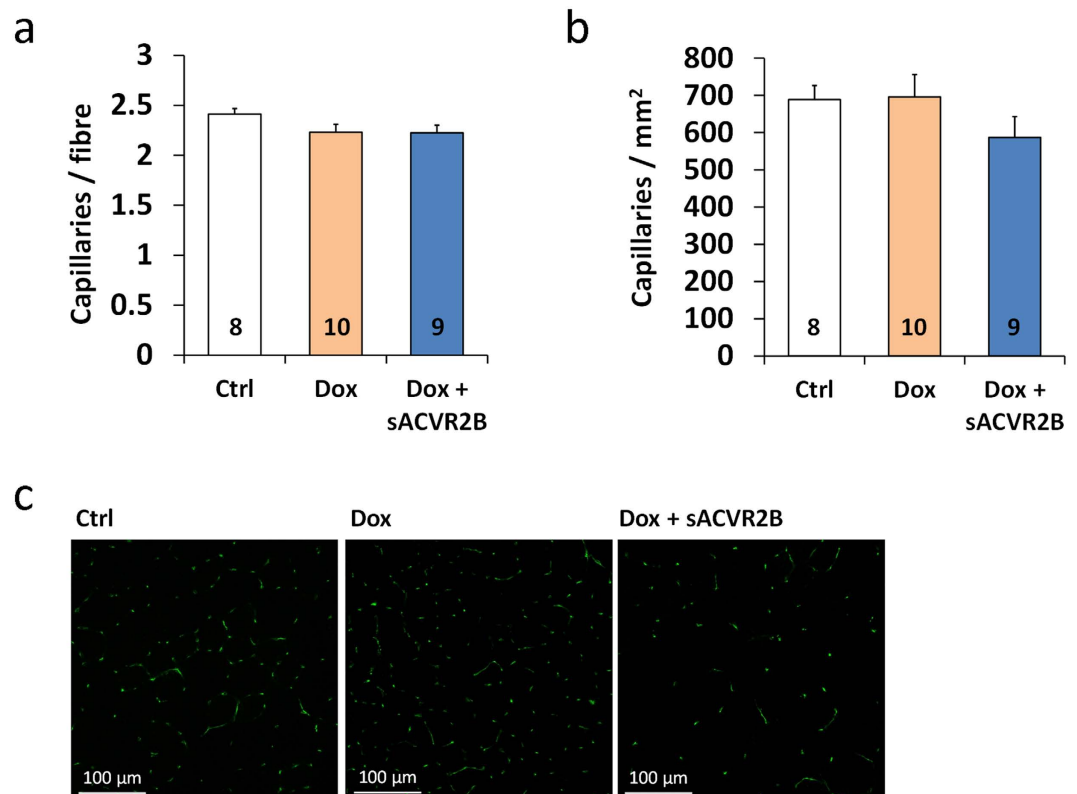 a
Capillaries / fibre
3
2.5
2
1.5
1
0.5
0
8
10
9
Ctrl
Dox
Dox +
sACVR2B
b
Capillaries / mm²
800
700
600
500
400
300
200
100
0
8
10
9
Ctrl
Dox
Dox +
sACVR2B
c
Ctrl
Dox
Dox + sACVR2B
100 µm
100 µm
100 µm